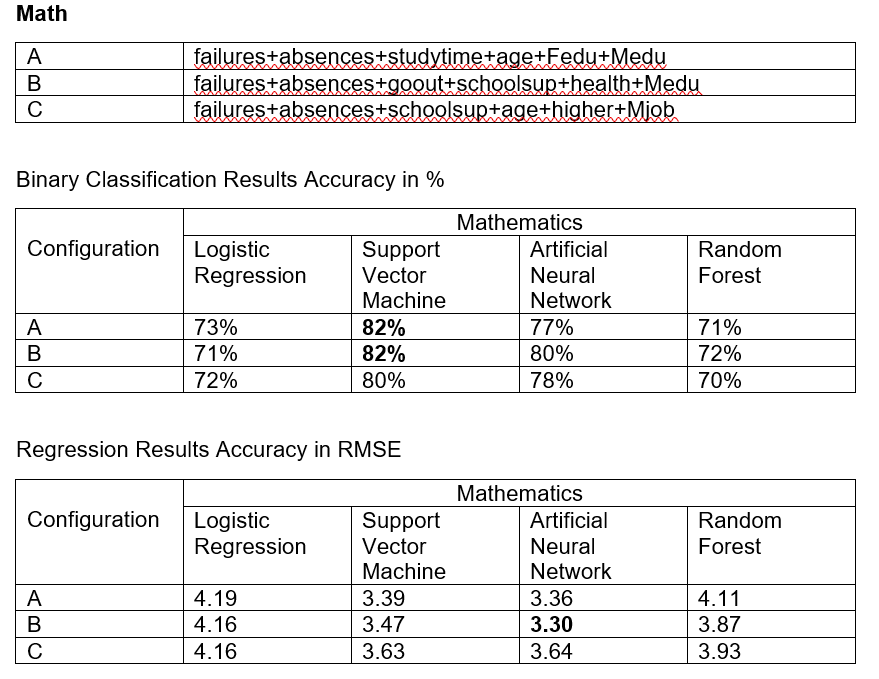 Math
A failures+absences+studytime+age+Fedu+Medu
B failures+absences+goout+schoolsup+health+Medu
C failures+absences+schoolsup+age+higher+Mjob
Binary Classification Results Accuracy in %
Mathematics
Configuration Logistic Support Artificial Random
Regression Vector Neural Forest
Machine Network
A 73% 82% 77% 71%
B 71% 82% 80% 72%
C 72% 80% 78% 70%
Regression Results Accuracy in RMSE
Mathematics
Configuration Logistic Support Artificial Random
Regression Vector Neural Forest
Machine Network
A 4.19 3.39 3.36 4.11
B 4.16 3.47 3.30 3.87
C 4.16 3.63 3.64 3.93